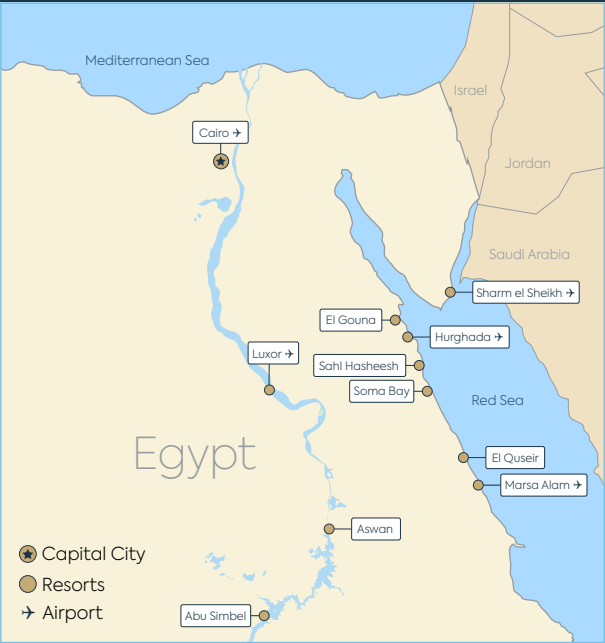 Mediterranean Sea
Israel
Cairo ✈
Jordan
Saudi Arabia
Sharm el Sheikh ✈
El Gouna
Hurghada ✈
Luxor ✈
Sahl Hasheesh
Soma Bay
Red Sea
Egypt
El Quseir
Marsa Alam ✈
Aswan
Capital City
Resorts
✈ Airport
Abu Simbel